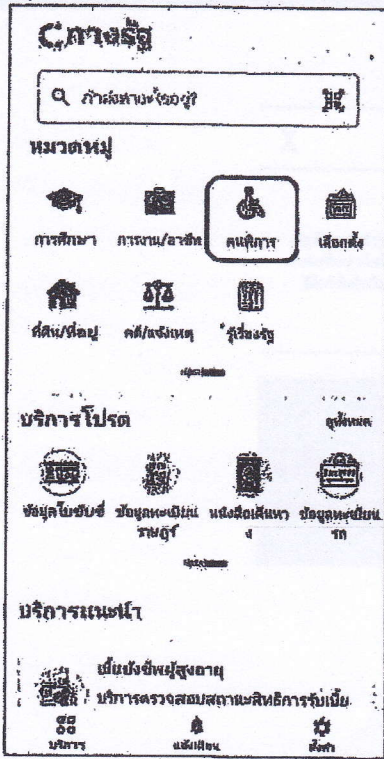 ทางรัฐ
กำลังหาอะไรอยู่?
หมวดหมู่
การศึกษา การงาน/อาชีพ คนพิการ เลือกตั้ง
ที่ดิน/ที่อยู่ คดี/แจ้งเหตุ รู้เรื่องรัฐ
บริการโปรด ดูทั้งหมด
ข้อมูลใบขับขี่ ข้อมูลทะเบียน หนังสือเดินทา ข้อมูลทะเบียน
ราษฎร์ ง รถ
บริการแนะนำ
เบี้ยยังชีพผู้สูงอายุ
บริการตรวจสอบสถานะสิทธิการรับเบี้ย
บริการ แจ้งเตือน ตั้งค่า